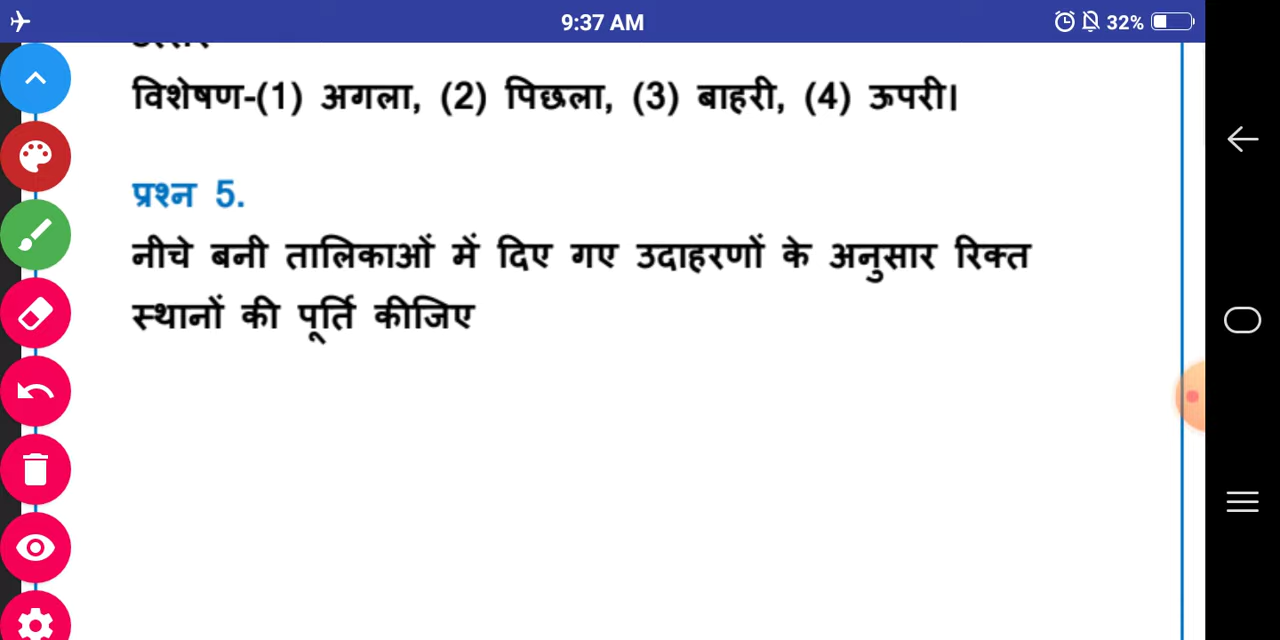 9:37 AM
32%
विशेषण-(1) अगला, (2) पिछला, (3) बाहरी, (4) ऊपरी।
प्रश्न 5.
नीचे बनी तालिकाओं में दिए गए उदाहरणों के अनुसार रिक्त
स्थानों की पूर्ति कीजिए